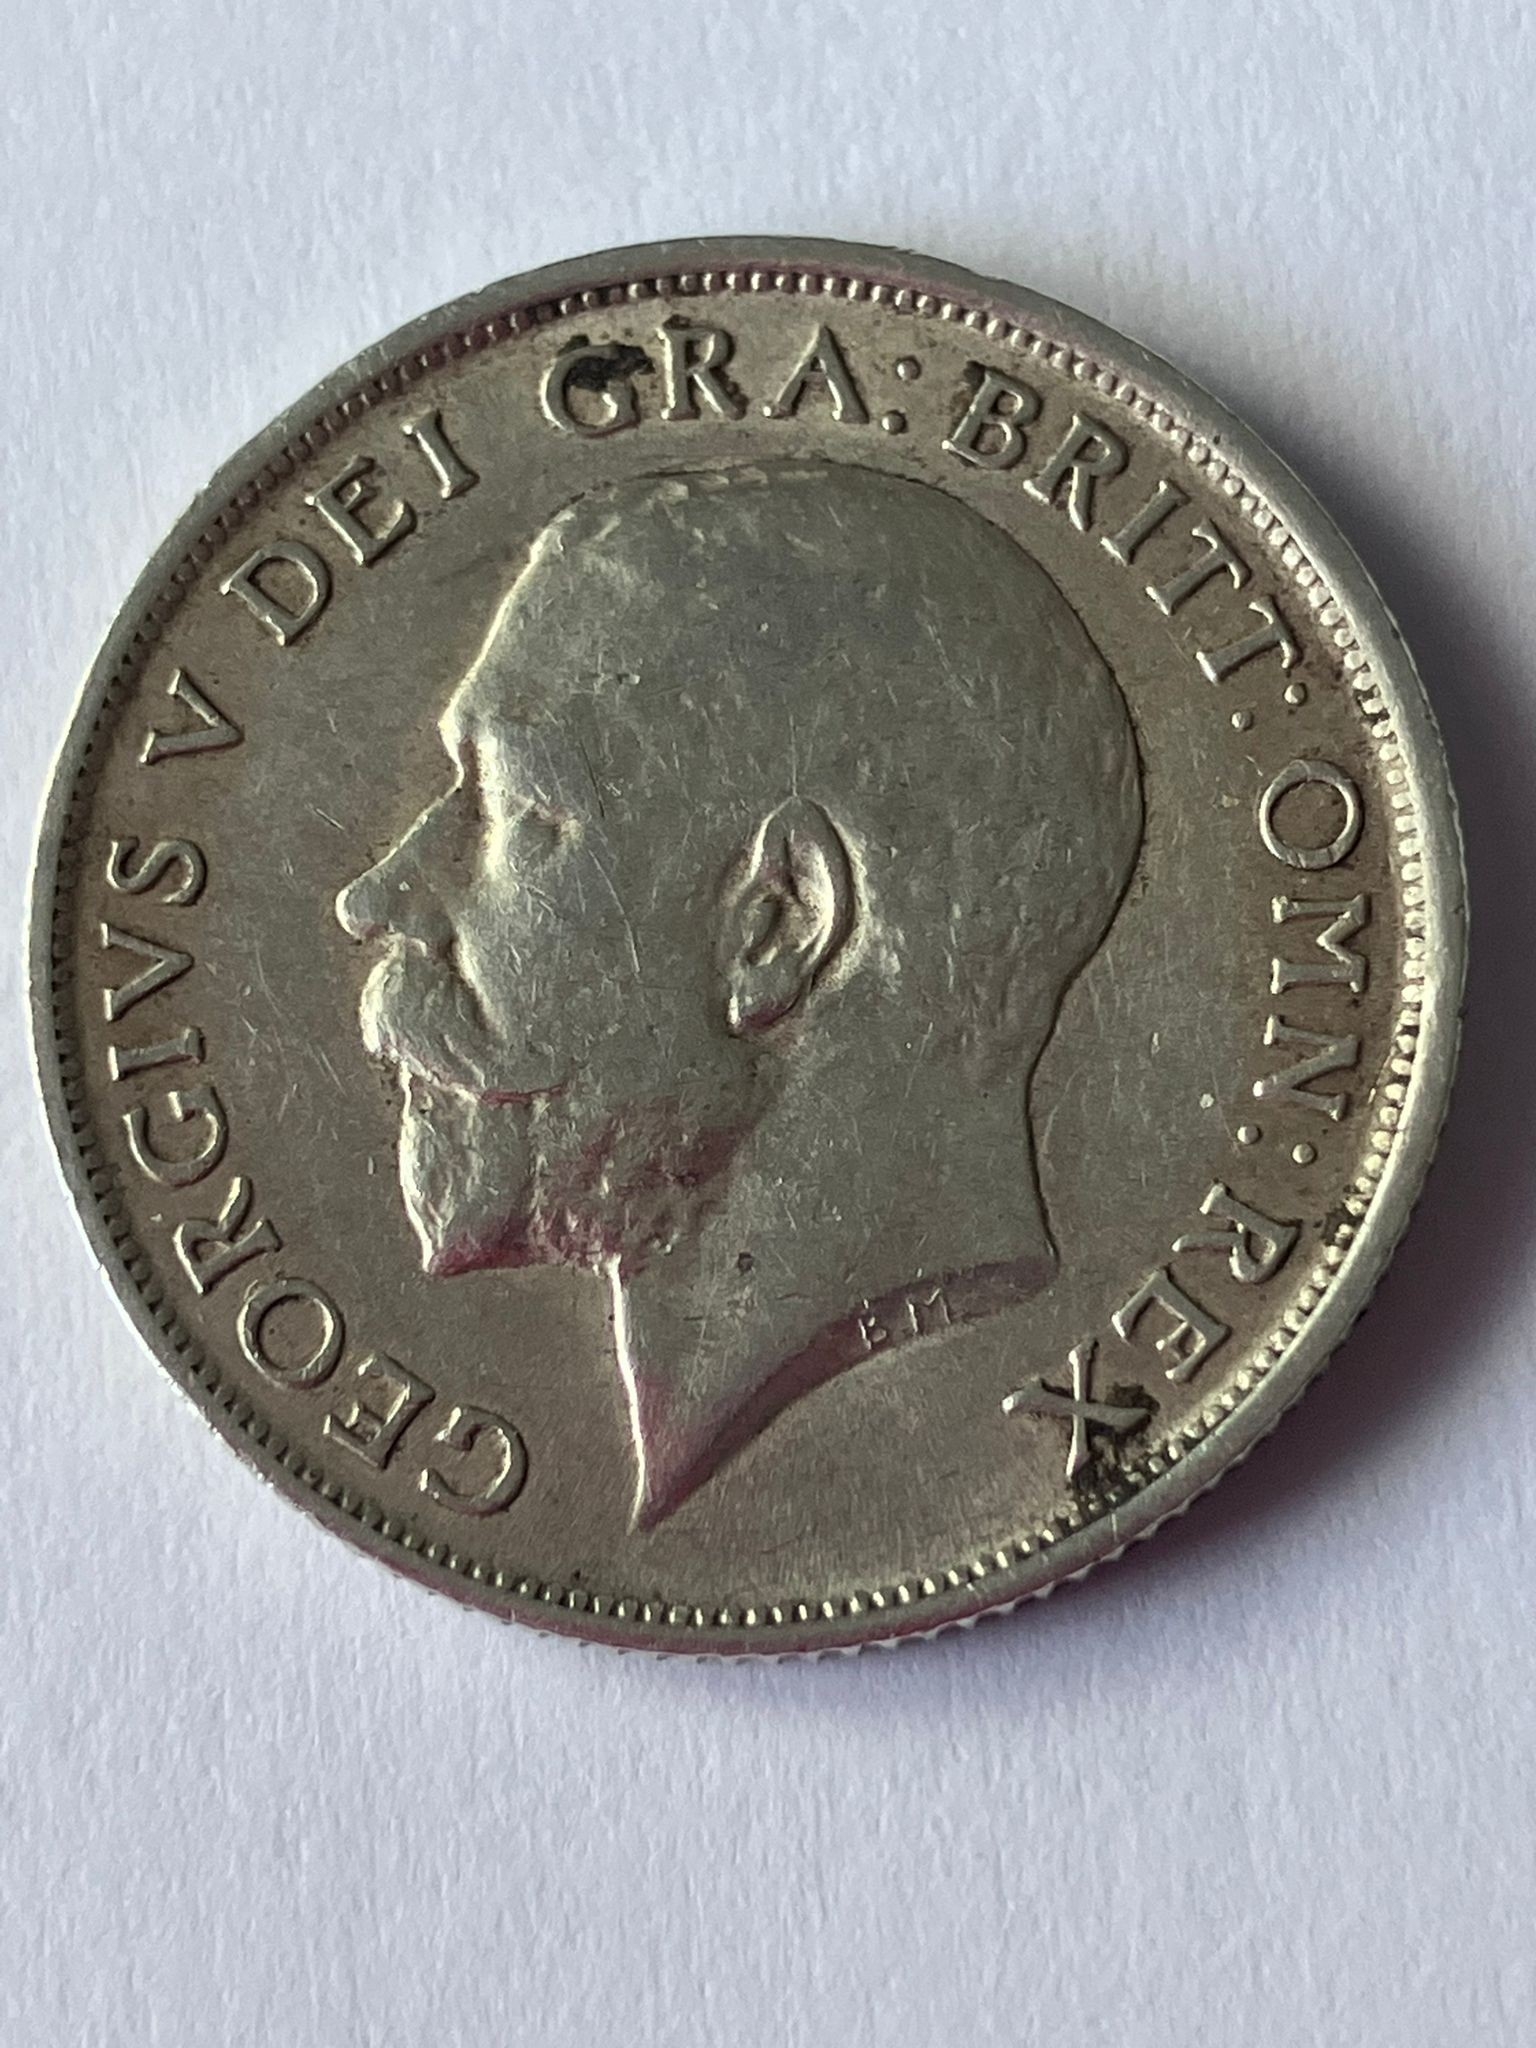 GEORGIVS V DEI GRA: BRITT: OMN: REX
B.M.